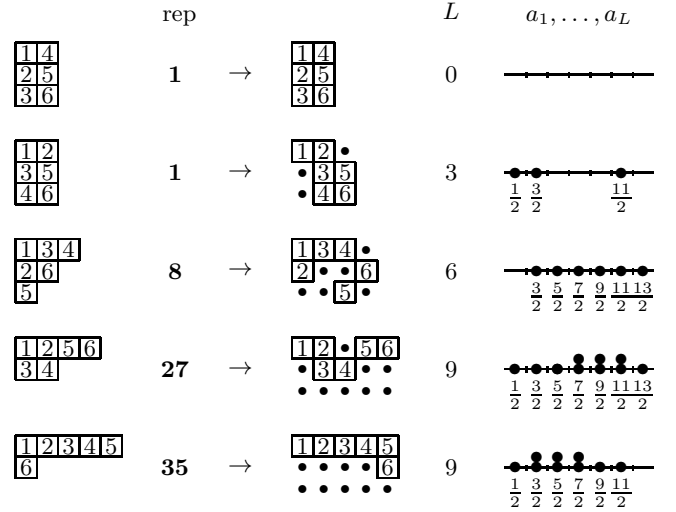 rep L a₁, . . . , a_L
1 4 1 4
2 5 1 → 2 5 0
3 6 3 6
1 2 1 2 •
3 5 1 → • 3 5 3
4 6 • 4 6 1/2 3/2 11/2
1 3 4 1 3 4 •
2 6 8 → 2 • • 6 6
5 • • 5 • 3/2 5/2 7/2 9/2 11/2 13/2
1 2 5 6 1 2 • 5 6
3 4 27 → • 3 4 • • 9
• • • • • 1/2 3/2 5/2 7/2 9/2 11/2 13/2
1 2 3 4 5 1 2 3 4 5
6 35 → • • • • 6 9
• • • • • 1/2 3/2 5/2 7/2 9/2 11/2